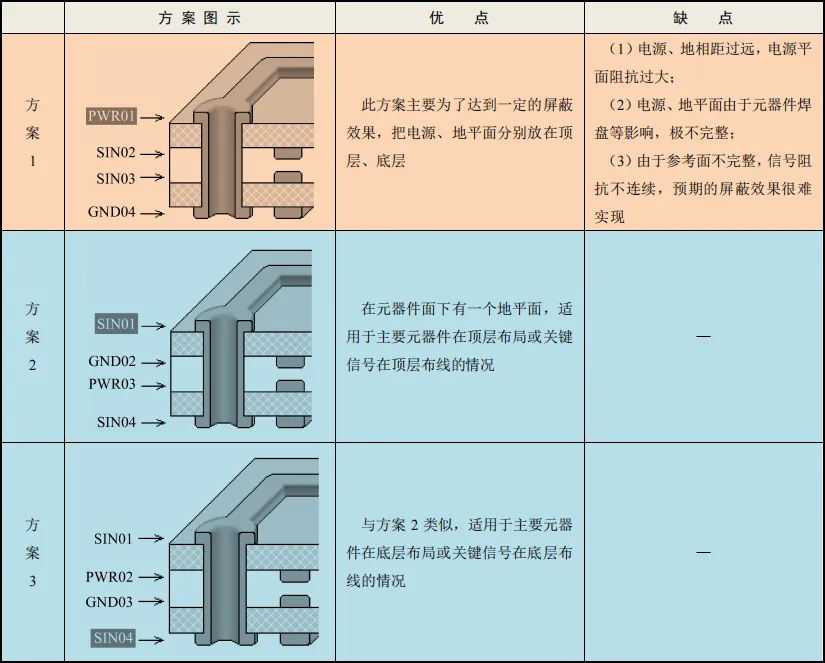 方 案 图 示
优 点
缺 点
方
案
1
PWR01
SIN02
SIN03
GND04
此方案主要为了达到一定的屏蔽
效果，把电源、地平面分别放在顶
层、底层
（1）电源、地相距过远，电源平
面阻抗过大；
（2）电源、地平面由于元器件焊
盘等影响，极不完整；
（3）由于参考面不完整，信号阻
抗不连续，预期的屏蔽效果很难
实现
方
案
2
SIN01
GND02
PWR03
SIN04
在元器件面下有一个地平面，适
用于主要元器件在顶层布局或关键
信号在顶层布线的情况
—
方
案
3
SIN01
PWR02
GND03
SIN04
与方案 2 类似，适用于主要元器
件在底层布局或关键信号在底层布
线的情况
—